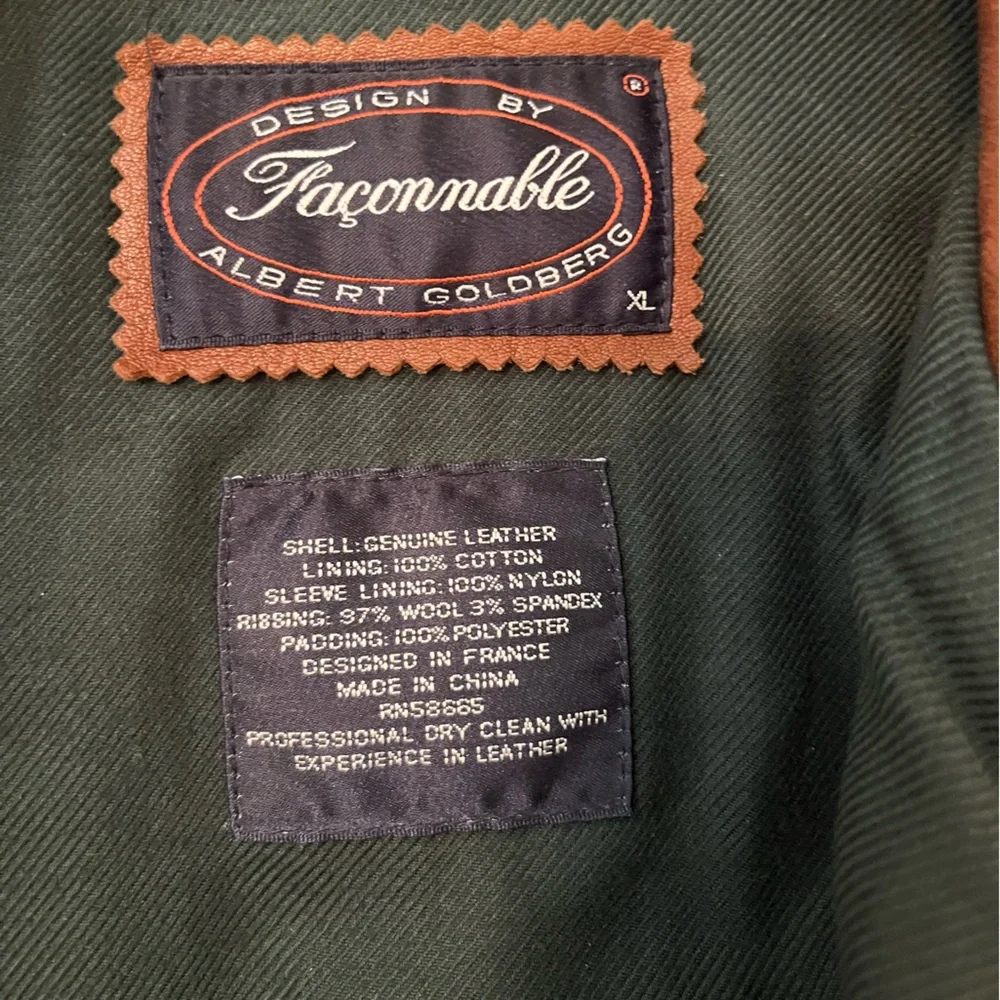 DESIGN BY
®
Façonnable
ALBERT GOLDBERG
XL
SHELL: GENUINE LEATHER
LINING: 100% COTTON
SLEEVE LINING: 100% NYLON
RIBBING: 97% WOOL 3% SPANDEX
PADDING: 100% POLYESTER
DESIGNED IN FRANCE
MADE IN CHINA
RN58665
PROFESSIONAL DRY CLEAN WITH
EXPERIENCE IN LEATHER